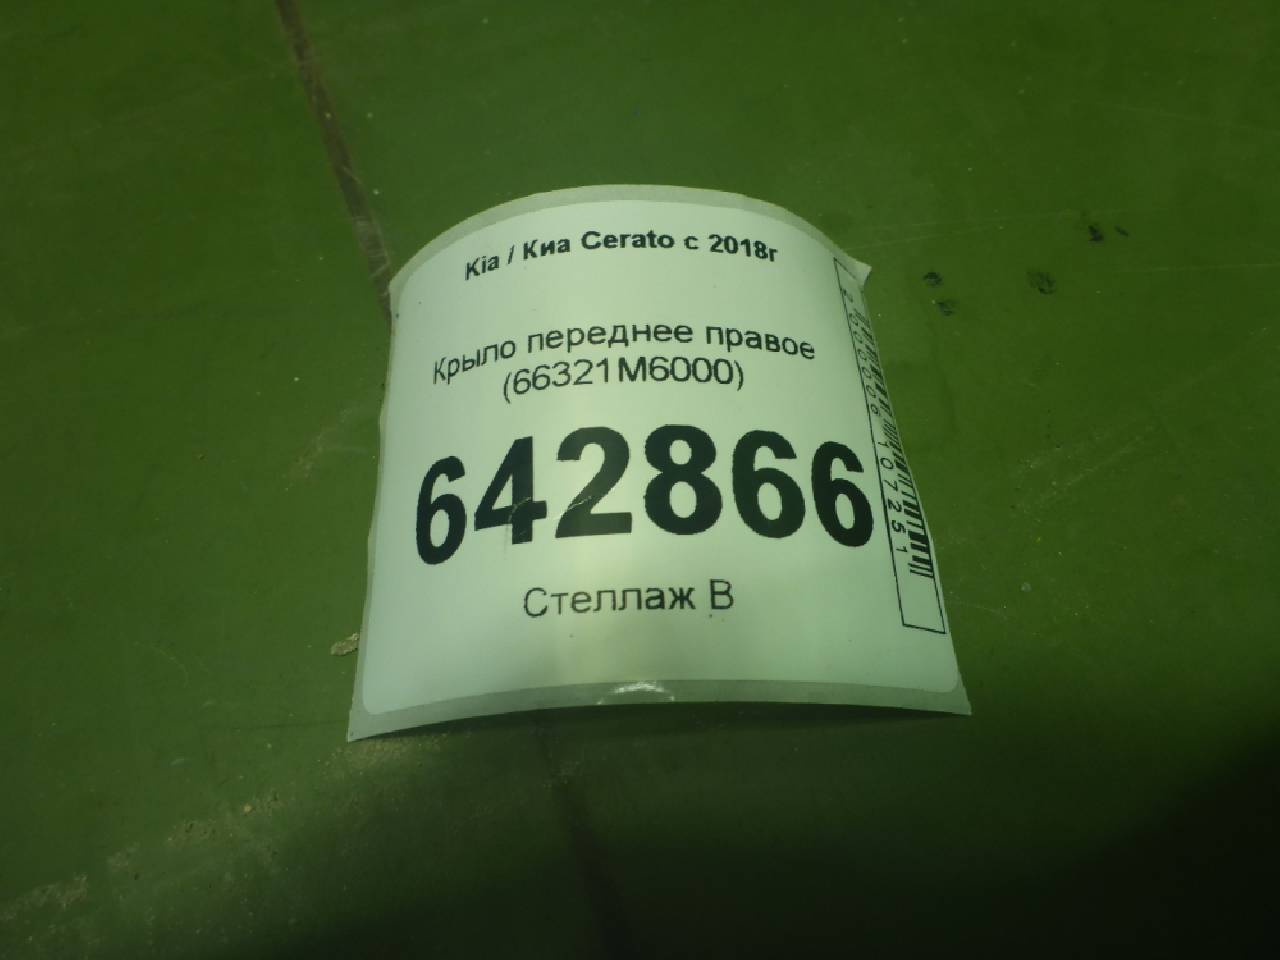 Kia / Киа Cerato с 2018г
Крыло переднее правое
(66321M6000)
642866
Стеллаж В